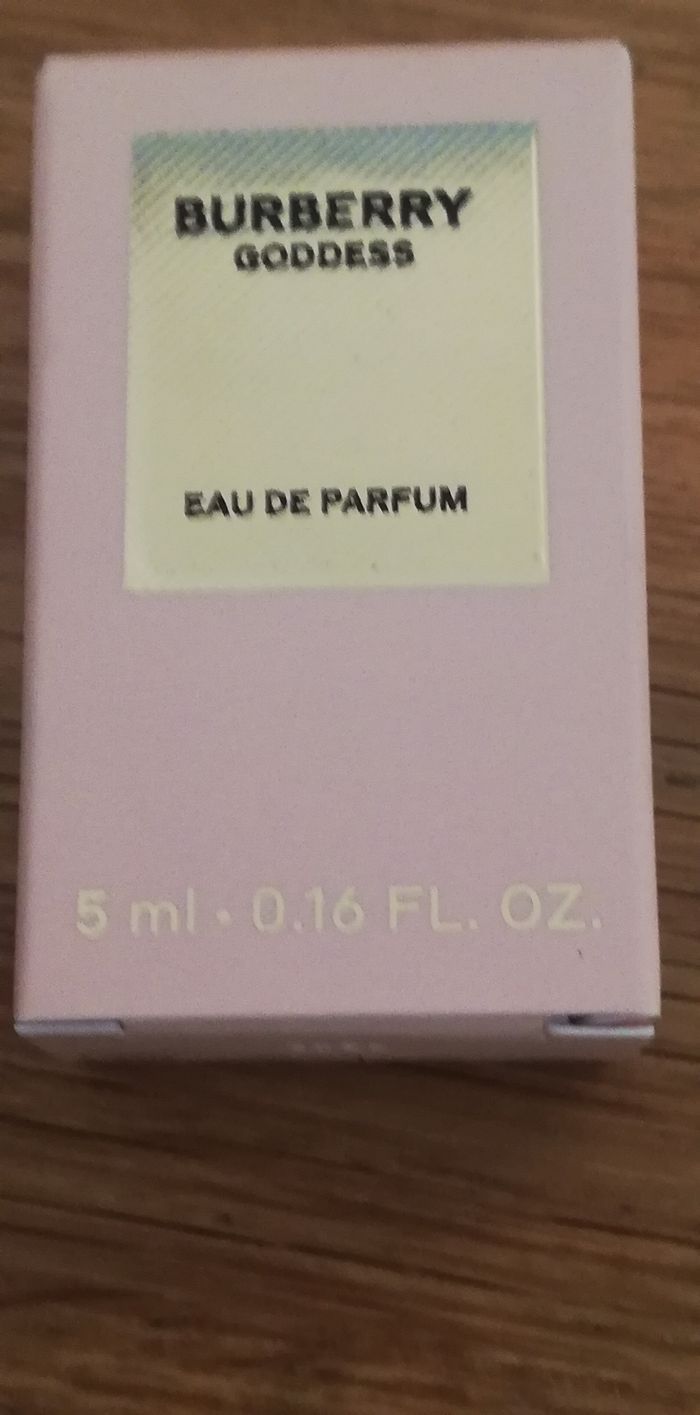 BURBERRY
GODDESS
EAU DE PARFUM
5 ml • 0.16 FL. OZ.